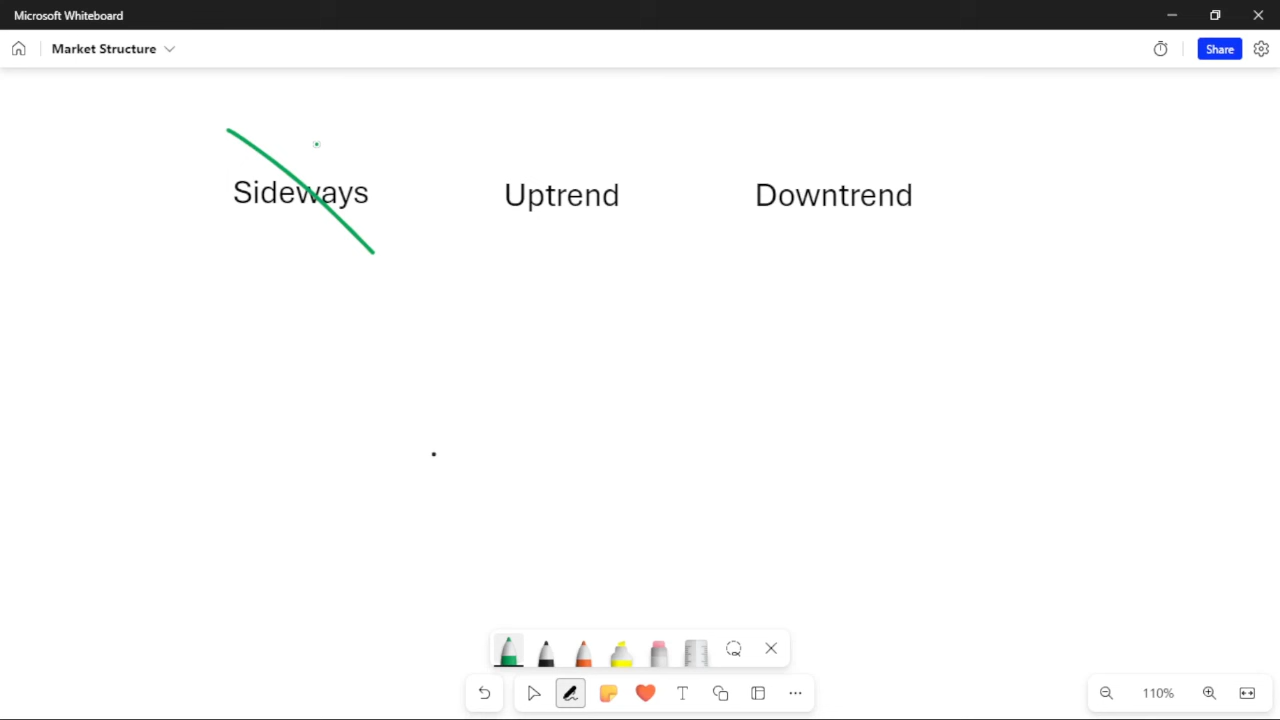 Microsoft Whiteboard
Market Structure
Share
Sideways
Uptrend
Downtrend
110%